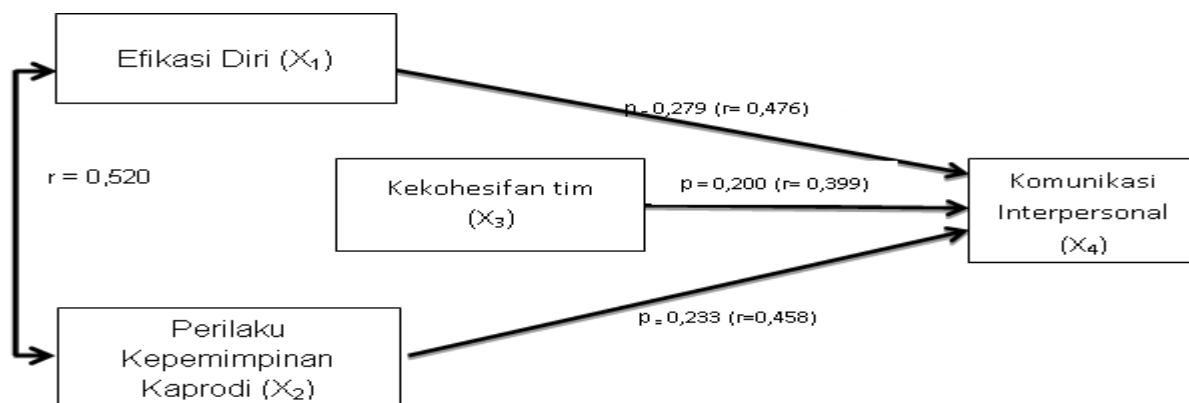 Efikasi Diri (X₁)
p = 0,279 (r= 0,476)
r = 0,520
Kekohesifan tim
(X₃)
p = 0,200 (r= 0,399)
Komunikasi
Interpersonal
(X₄)
p = 0,233 (r=0,458)
Perilaku
Kepemimpinan
Kaprodi (X₂)